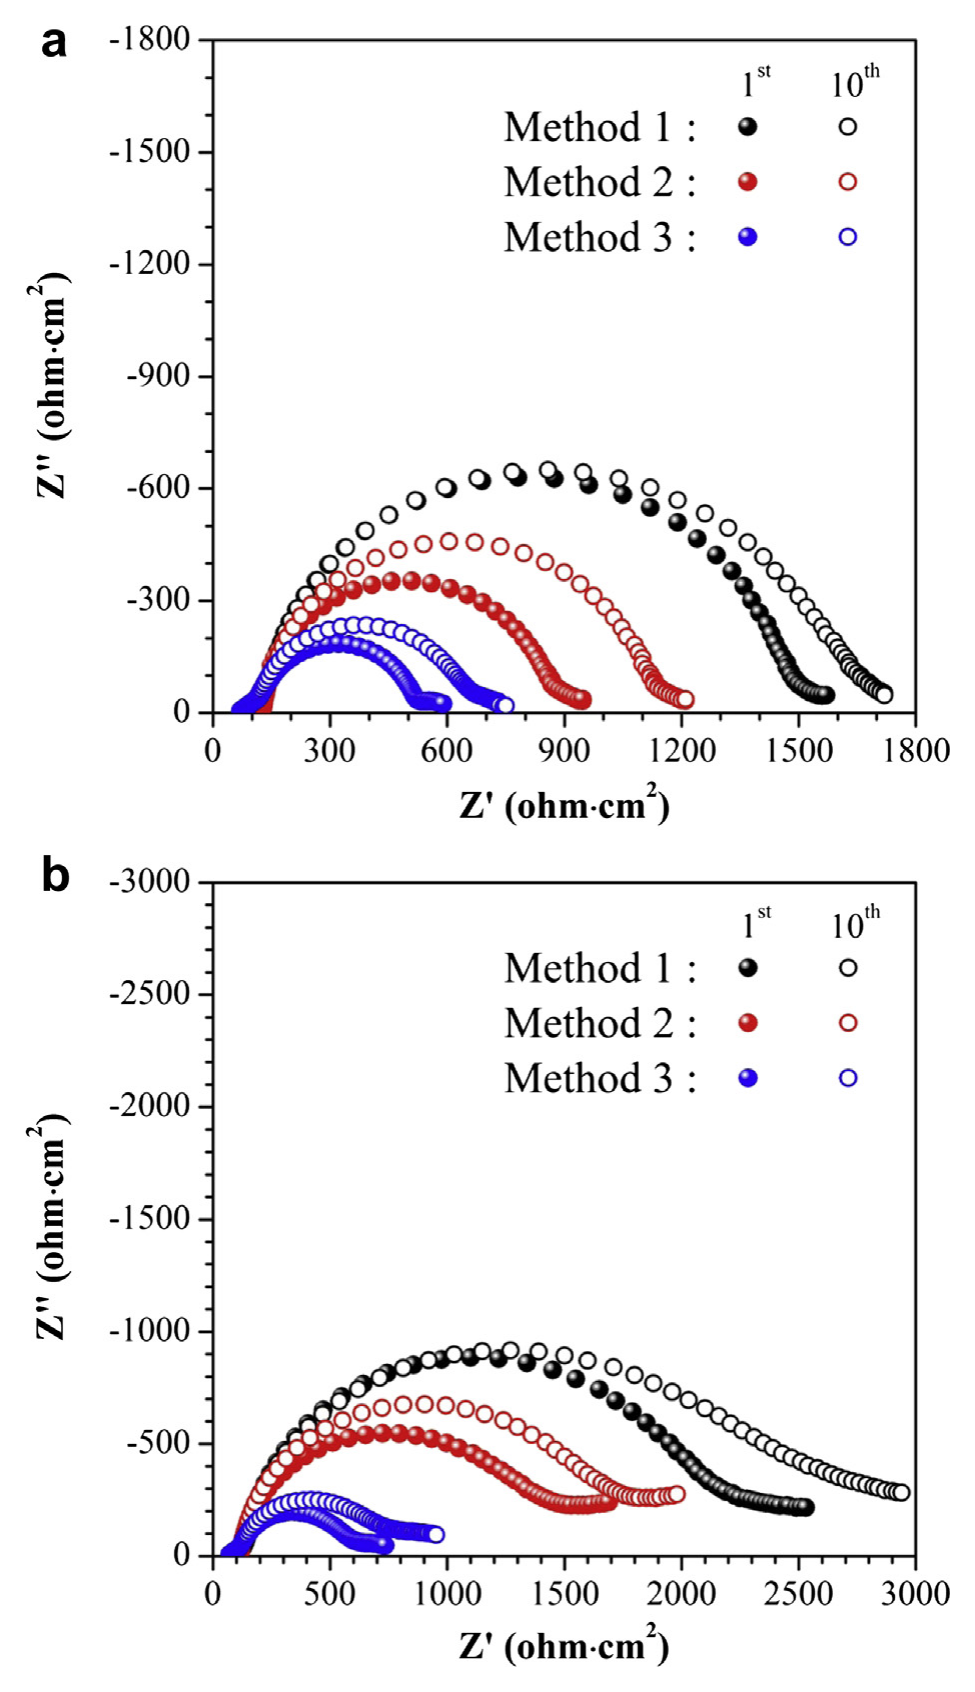 a
1st 10th
Method 1 :
Method 2 :
Method 3 :
-1800
-1500
-1200
-900
-600
-300
0
Z'' (ohm·cm²)
0 300 600 900 1200 1500 1800
Z' (ohm·cm²)
b
1st 10th
Method 1 :
Method 2 :
Method 3 :
-3000
-2500
-2000
-1500
-1000
-500
0
Z'' (ohm·cm²)
0 500 1000 1500 2000 2500 3000
Z' (ohm·cm²)